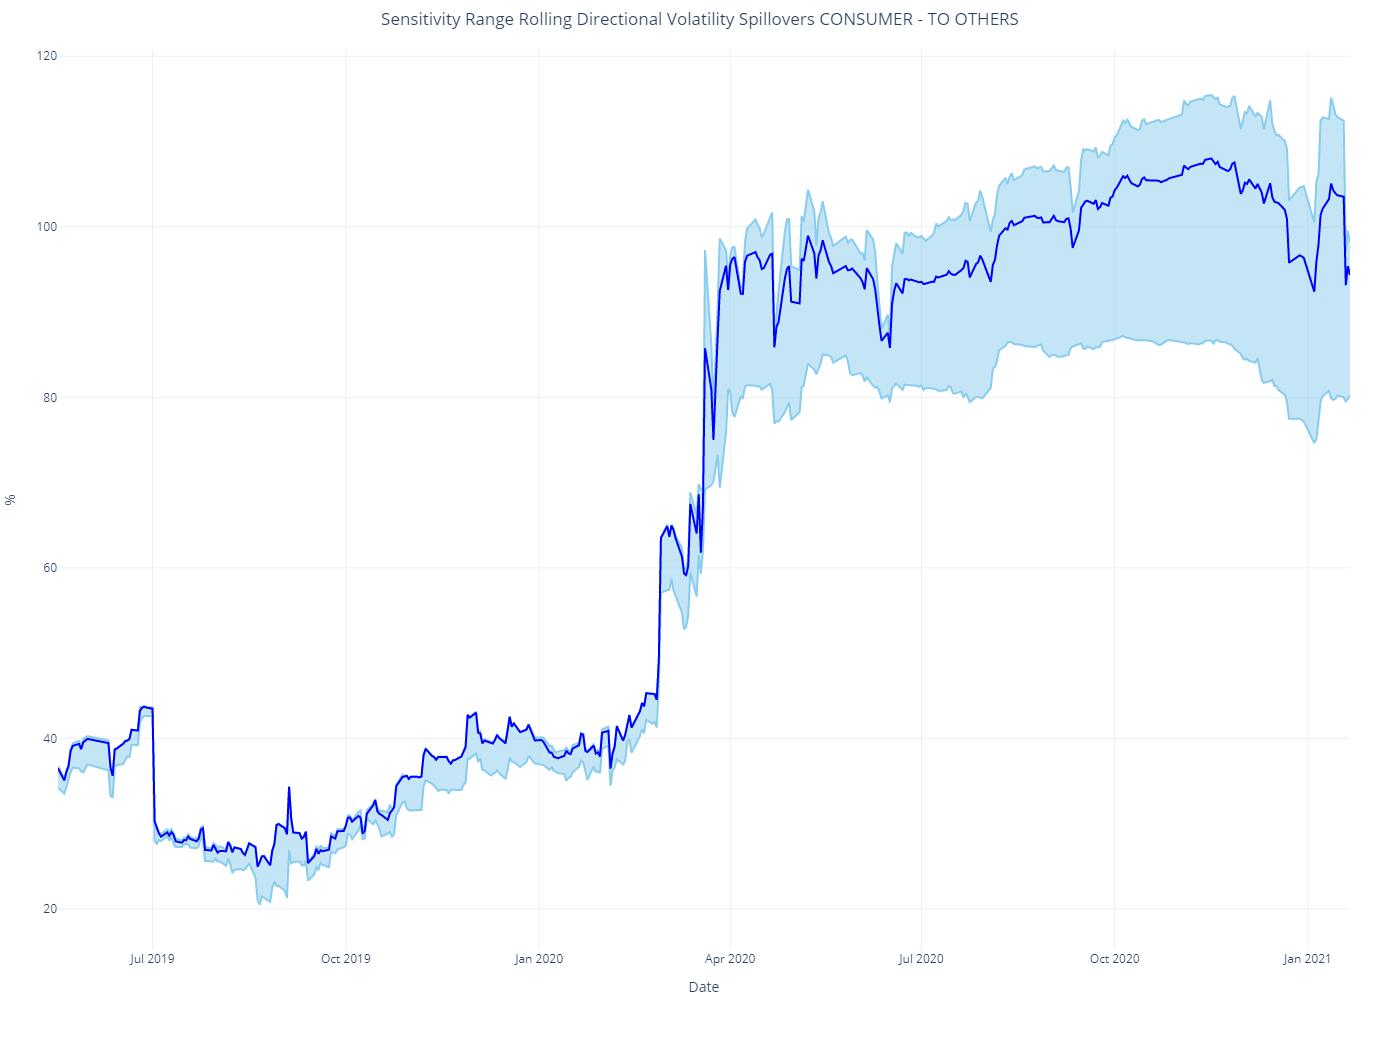 Sensitivity Range Rolling Directional Volatility Spillovers CONSUMER - TO OTHERS
120
100
80
60
40
20
%
Jul 2019
Oct 2019
Jan 2020
Apr 2020
Jul 2020
Oct 2020
Jan 2021
Date